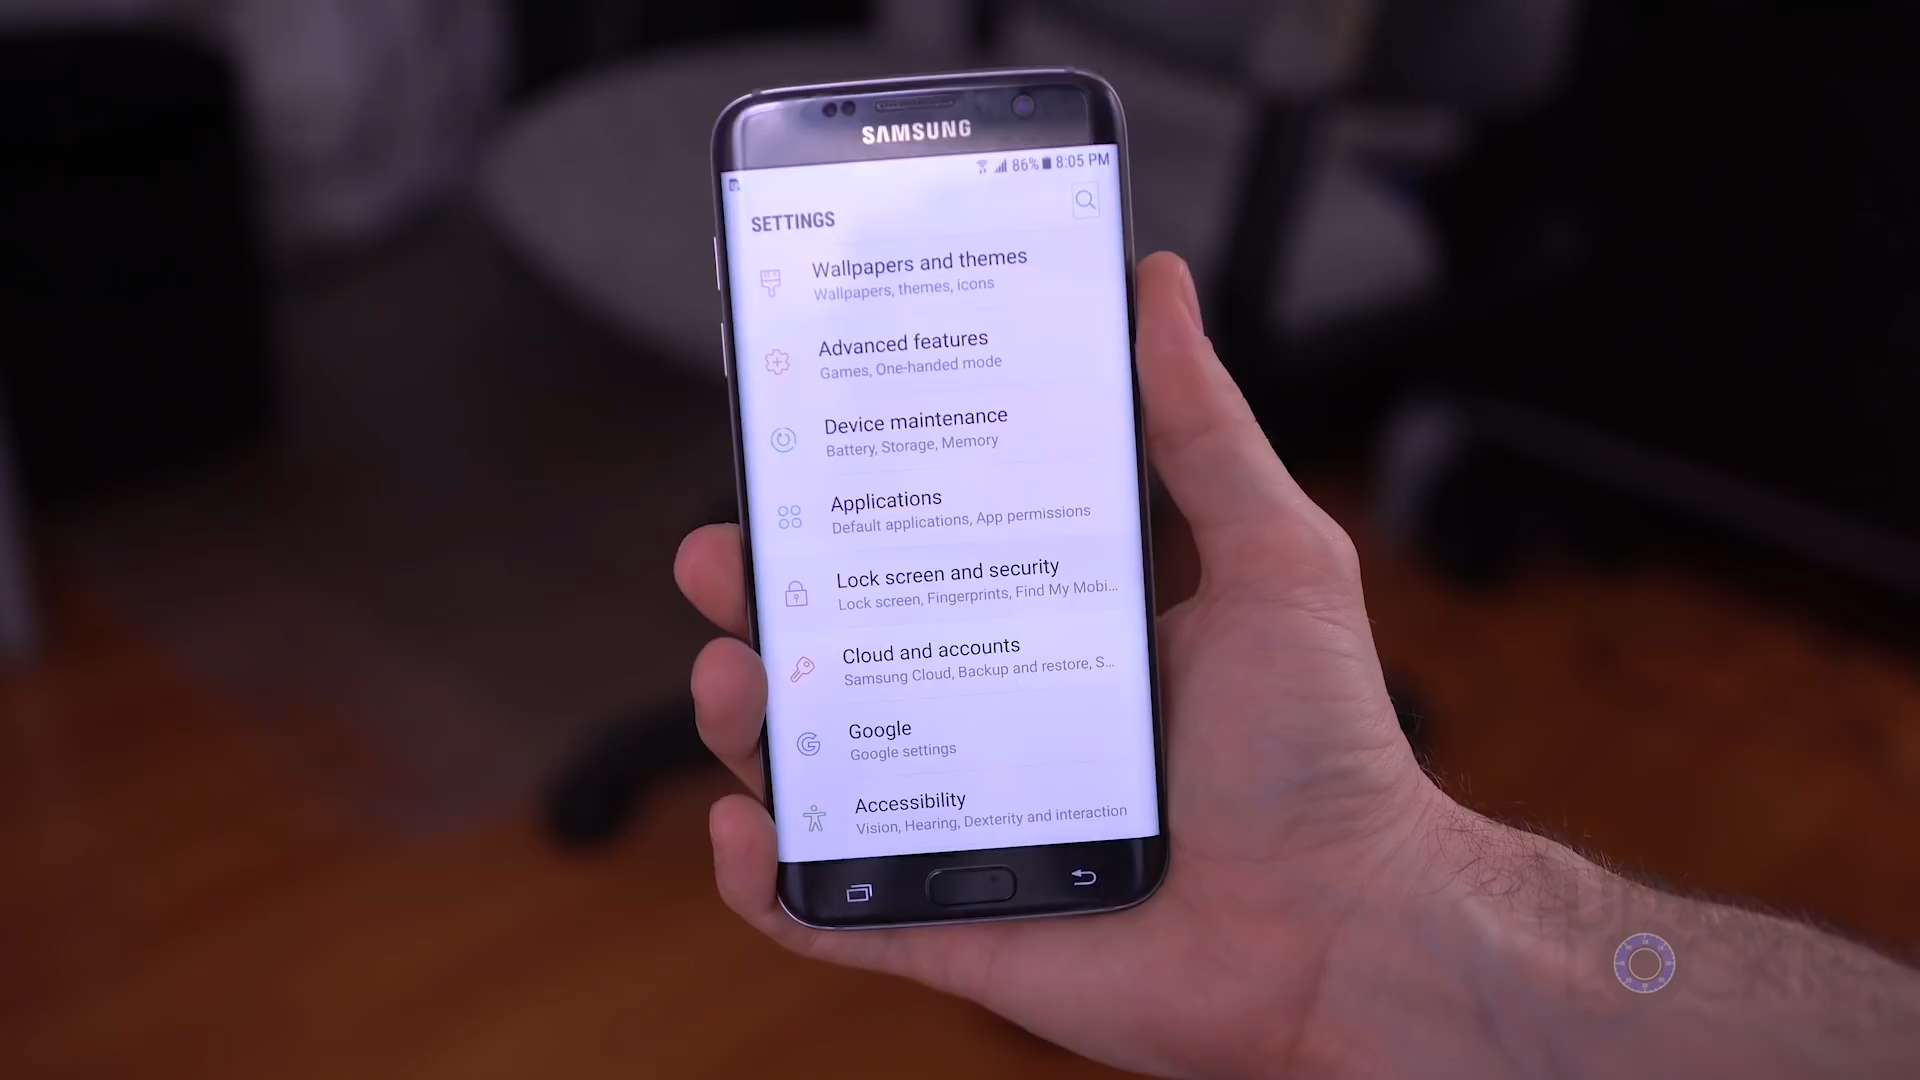 SAMSUNG
86% 8:05 PM
SETTINGS
Wallpapers and themes
Wallpapers, themes, icons
Advanced features
Games, One-handed mode
Device maintenance
Battery, Storage, Memory
Applications
Default applications, App permissions
Lock screen and security
Lock screen, Fingerprints, Find My Mobi...
Cloud and accounts
Samsung Cloud, Backup and restore, S...
Google
Google settings
Accessibility
Vision, Hearing, Dexterity and interaction